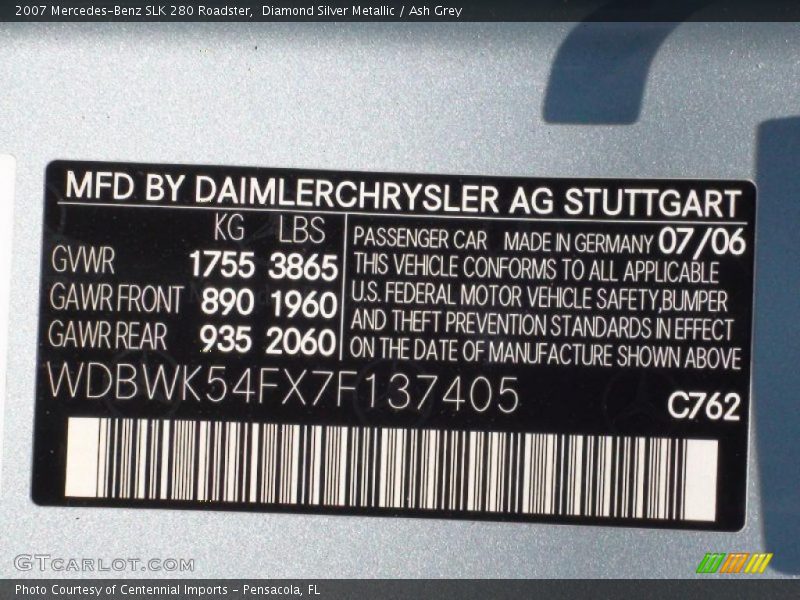 2007 Mercedes-Benz SLK 280 Roadster,  Diamond Silver Metallic / Ash Grey
MFD BY DAIMLERCHRYSLER AG STUTTGART
KG LBS
GVWR 1755 3865
GAWR FRONT 890 1960
GAWR REAR 935 2060
PASSENGER CAR MADE IN GERMANY 07/06
THIS VEHICLE CONFORMS TO ALL APPLICABLE
U.S. FEDERAL MOTOR VEHICLE SAFETY,BUMPER
AND THEFT PREVENTION STANDARDS IN EFFECT
ON THE DATE OF MANUFACTURE SHOWN ABOVE
WDBWK54FX7F137405
C762
GTCARLOT.COM
Photo Courtesy of Centennial Imports - Pensacola, FL